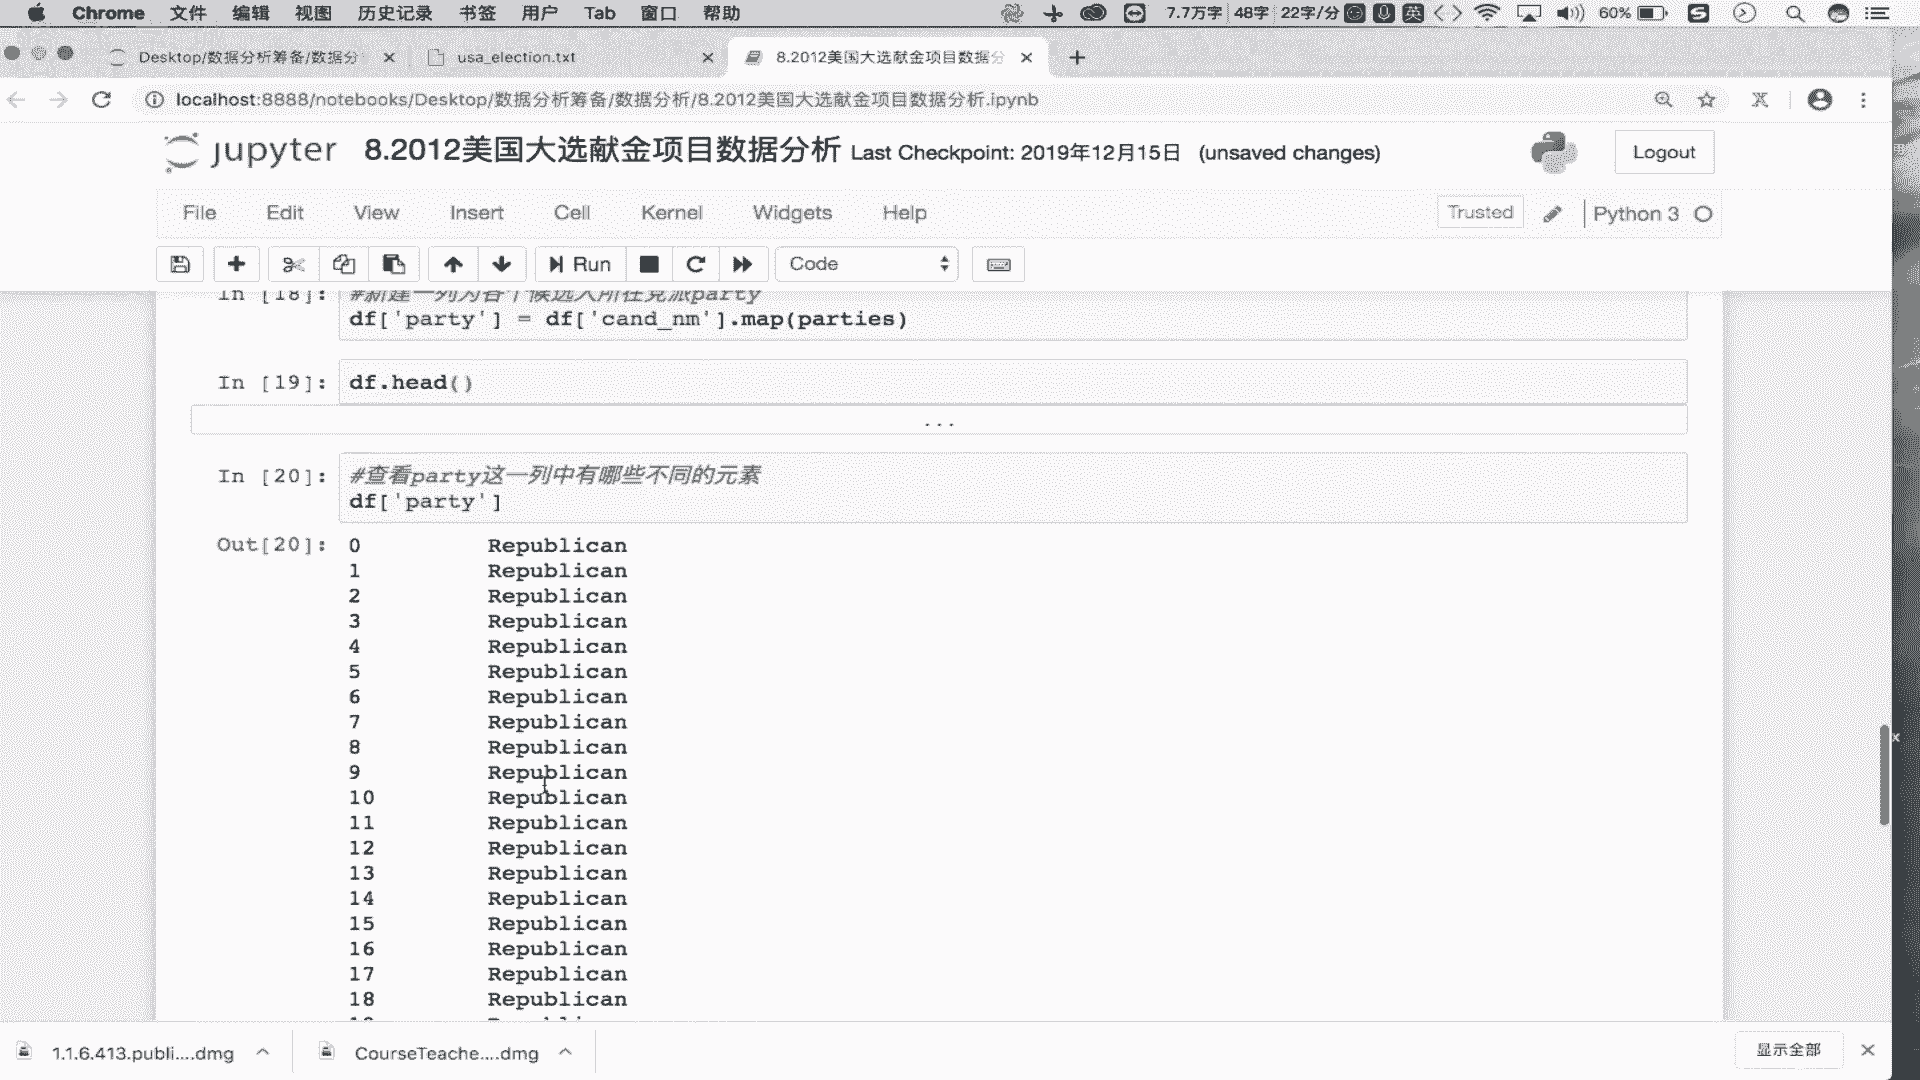 Chrome 文件 编辑 视图 历史记录 书签 用户 Tab 窗口 帮助 7.7万字 48字 22字/分 英 60%
Desktop/数据分析筹备/数据分 usa_election.txt 8.2012美国大选献金项目数据分
localhost:8888/notebooks/Desktop/数据分析筹备/数据分析/8.2012美国大选献金项目数据分析.ipynb
jupyter 8.2012美国大选献金项目数据分析 Last Checkpoint: 2019年12月15日 (unsaved changes) Logout
File Edit View Insert Cell Kernel Widgets Help Trusted Python 3
Run Code
In [18]: #新建一列为各个候选人所在党派party
df['party'] = df['cand_nm'].map(parties)
In [19]: df.head()
...
In [20]: #查看party这一列中有哪些不同的元素
df['party']
Out[20]: 0 Republican
1 Republican
2 Republican
3 Republican
4 Republican
5 Republican
6 Republican
7 Republican
8 Republican
9 Republican
10 Republican
11 Republican
12 Republican
13 Republican
14 Republican
15 Republican
16 Republican
17 Republican
18 Republican
1.1.6.413.publi....dmg CourseTeache....dmg 显示全部